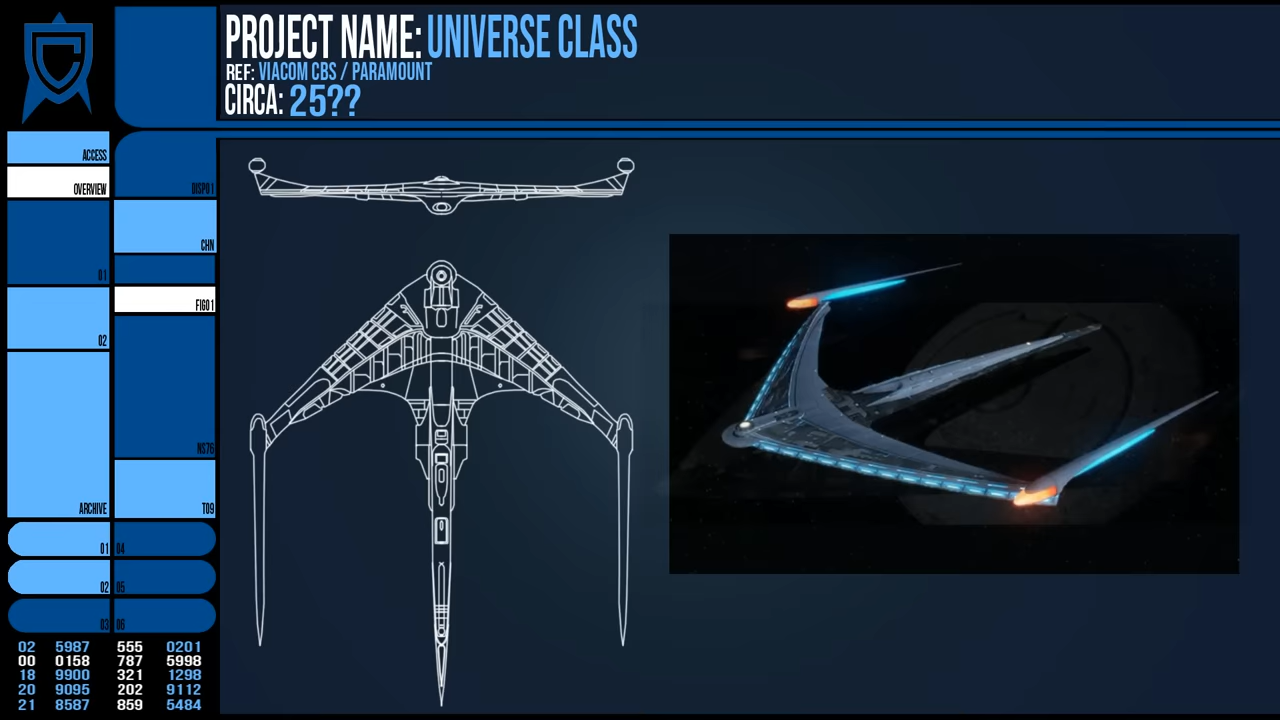 PROJECT NAME: UNIVERSE CLASS
REF: VIACOM CBS / PARAMOUNT
CIRCA: 25??
ACCESS
OVERVIEW
DISPO I
CHN
01
FIG01
02
NS76
ARCHIVE
T09
01 04
02 05
03 06
02 5987 555 0201
00 0158 787 5998
18 9900 321 1298
20 9095 202 9112
21 8587 859 5484